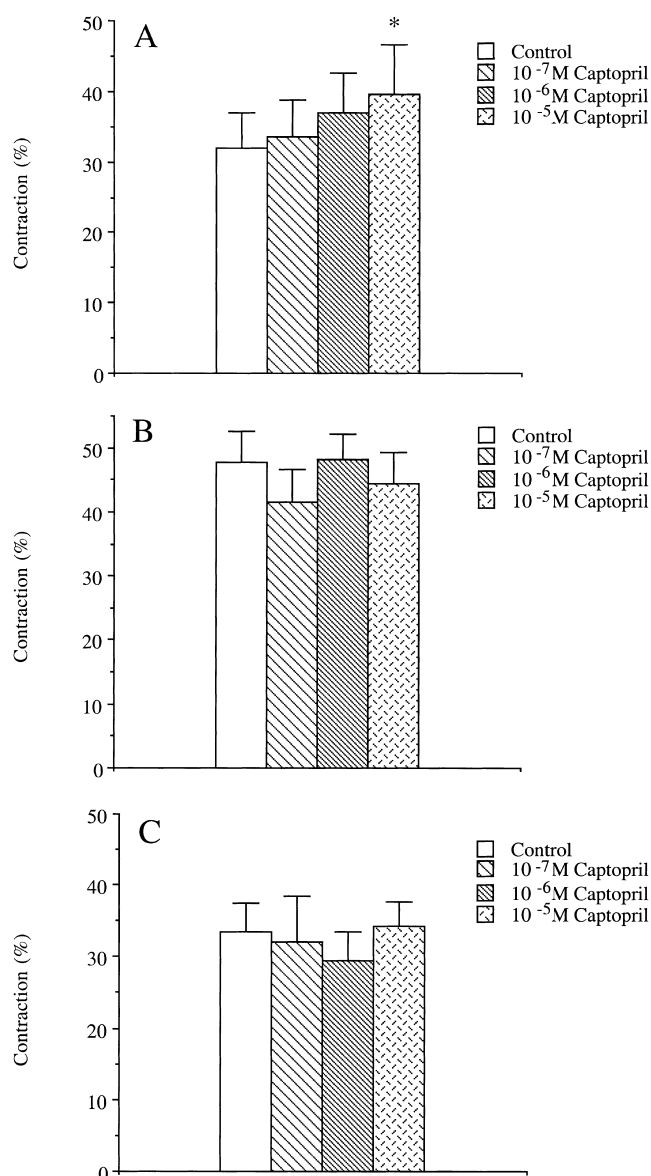 A
*
50
40
30
20
10
0
Contraction (%)
Control
10 -7M Captopril
10 -6M Captopril
10 -5M Captopril
B
50
40
30
20
10
0
Contraction (%)
Control
10 -7M Captopril
10 -6M Captopril
10 -5M Captopril
C
50
40
30
20
10
0
Contraction (%)
Control
10 -7M Captopril
10 -6M Captopril
10 -5M Captopril